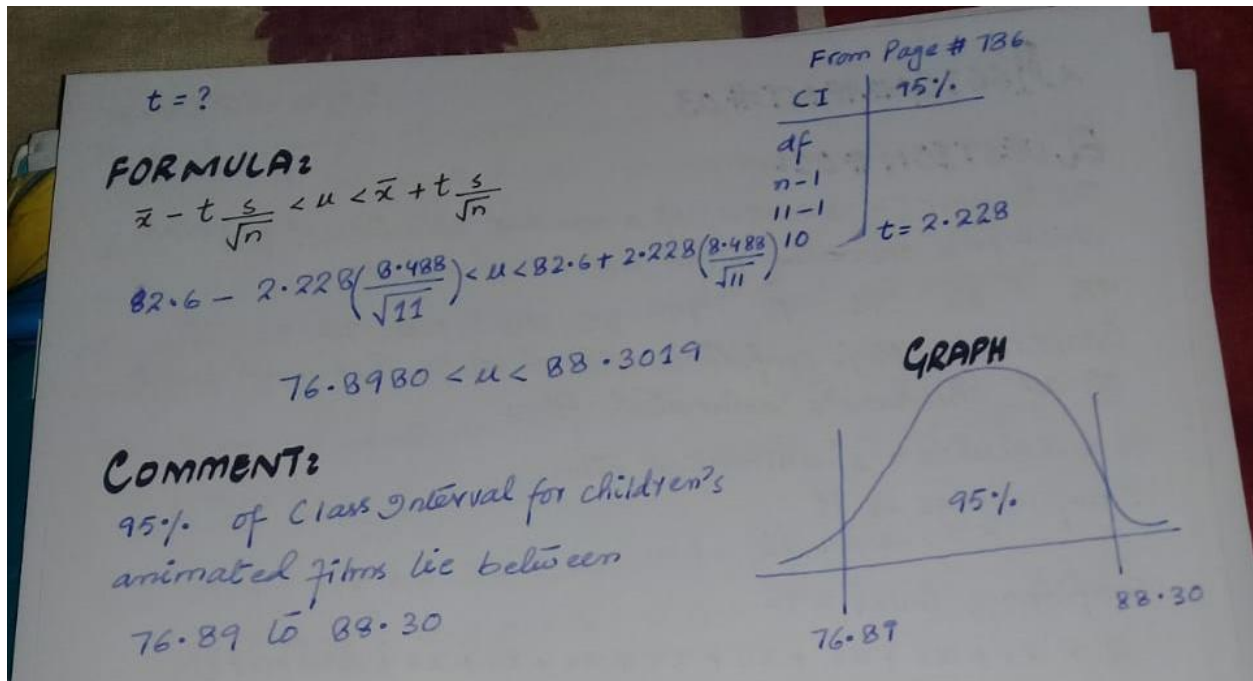 t = ?
From Page # 736
CI 95%
df
n-1
11-1
10
t = 2.228
FORMULA:
x̄ - t s/√n < μ < x̄ + t s/√n
82.6 - 2.228(8.488/√11) < μ < 82.6 + 2.228(8.488/√11)
76.8980 < μ < 88.3019
GRAPH
95%
76.89
88.30
COMMENT:
95% of Class Interval for children's
animated films lie between
76.89 to 88.30